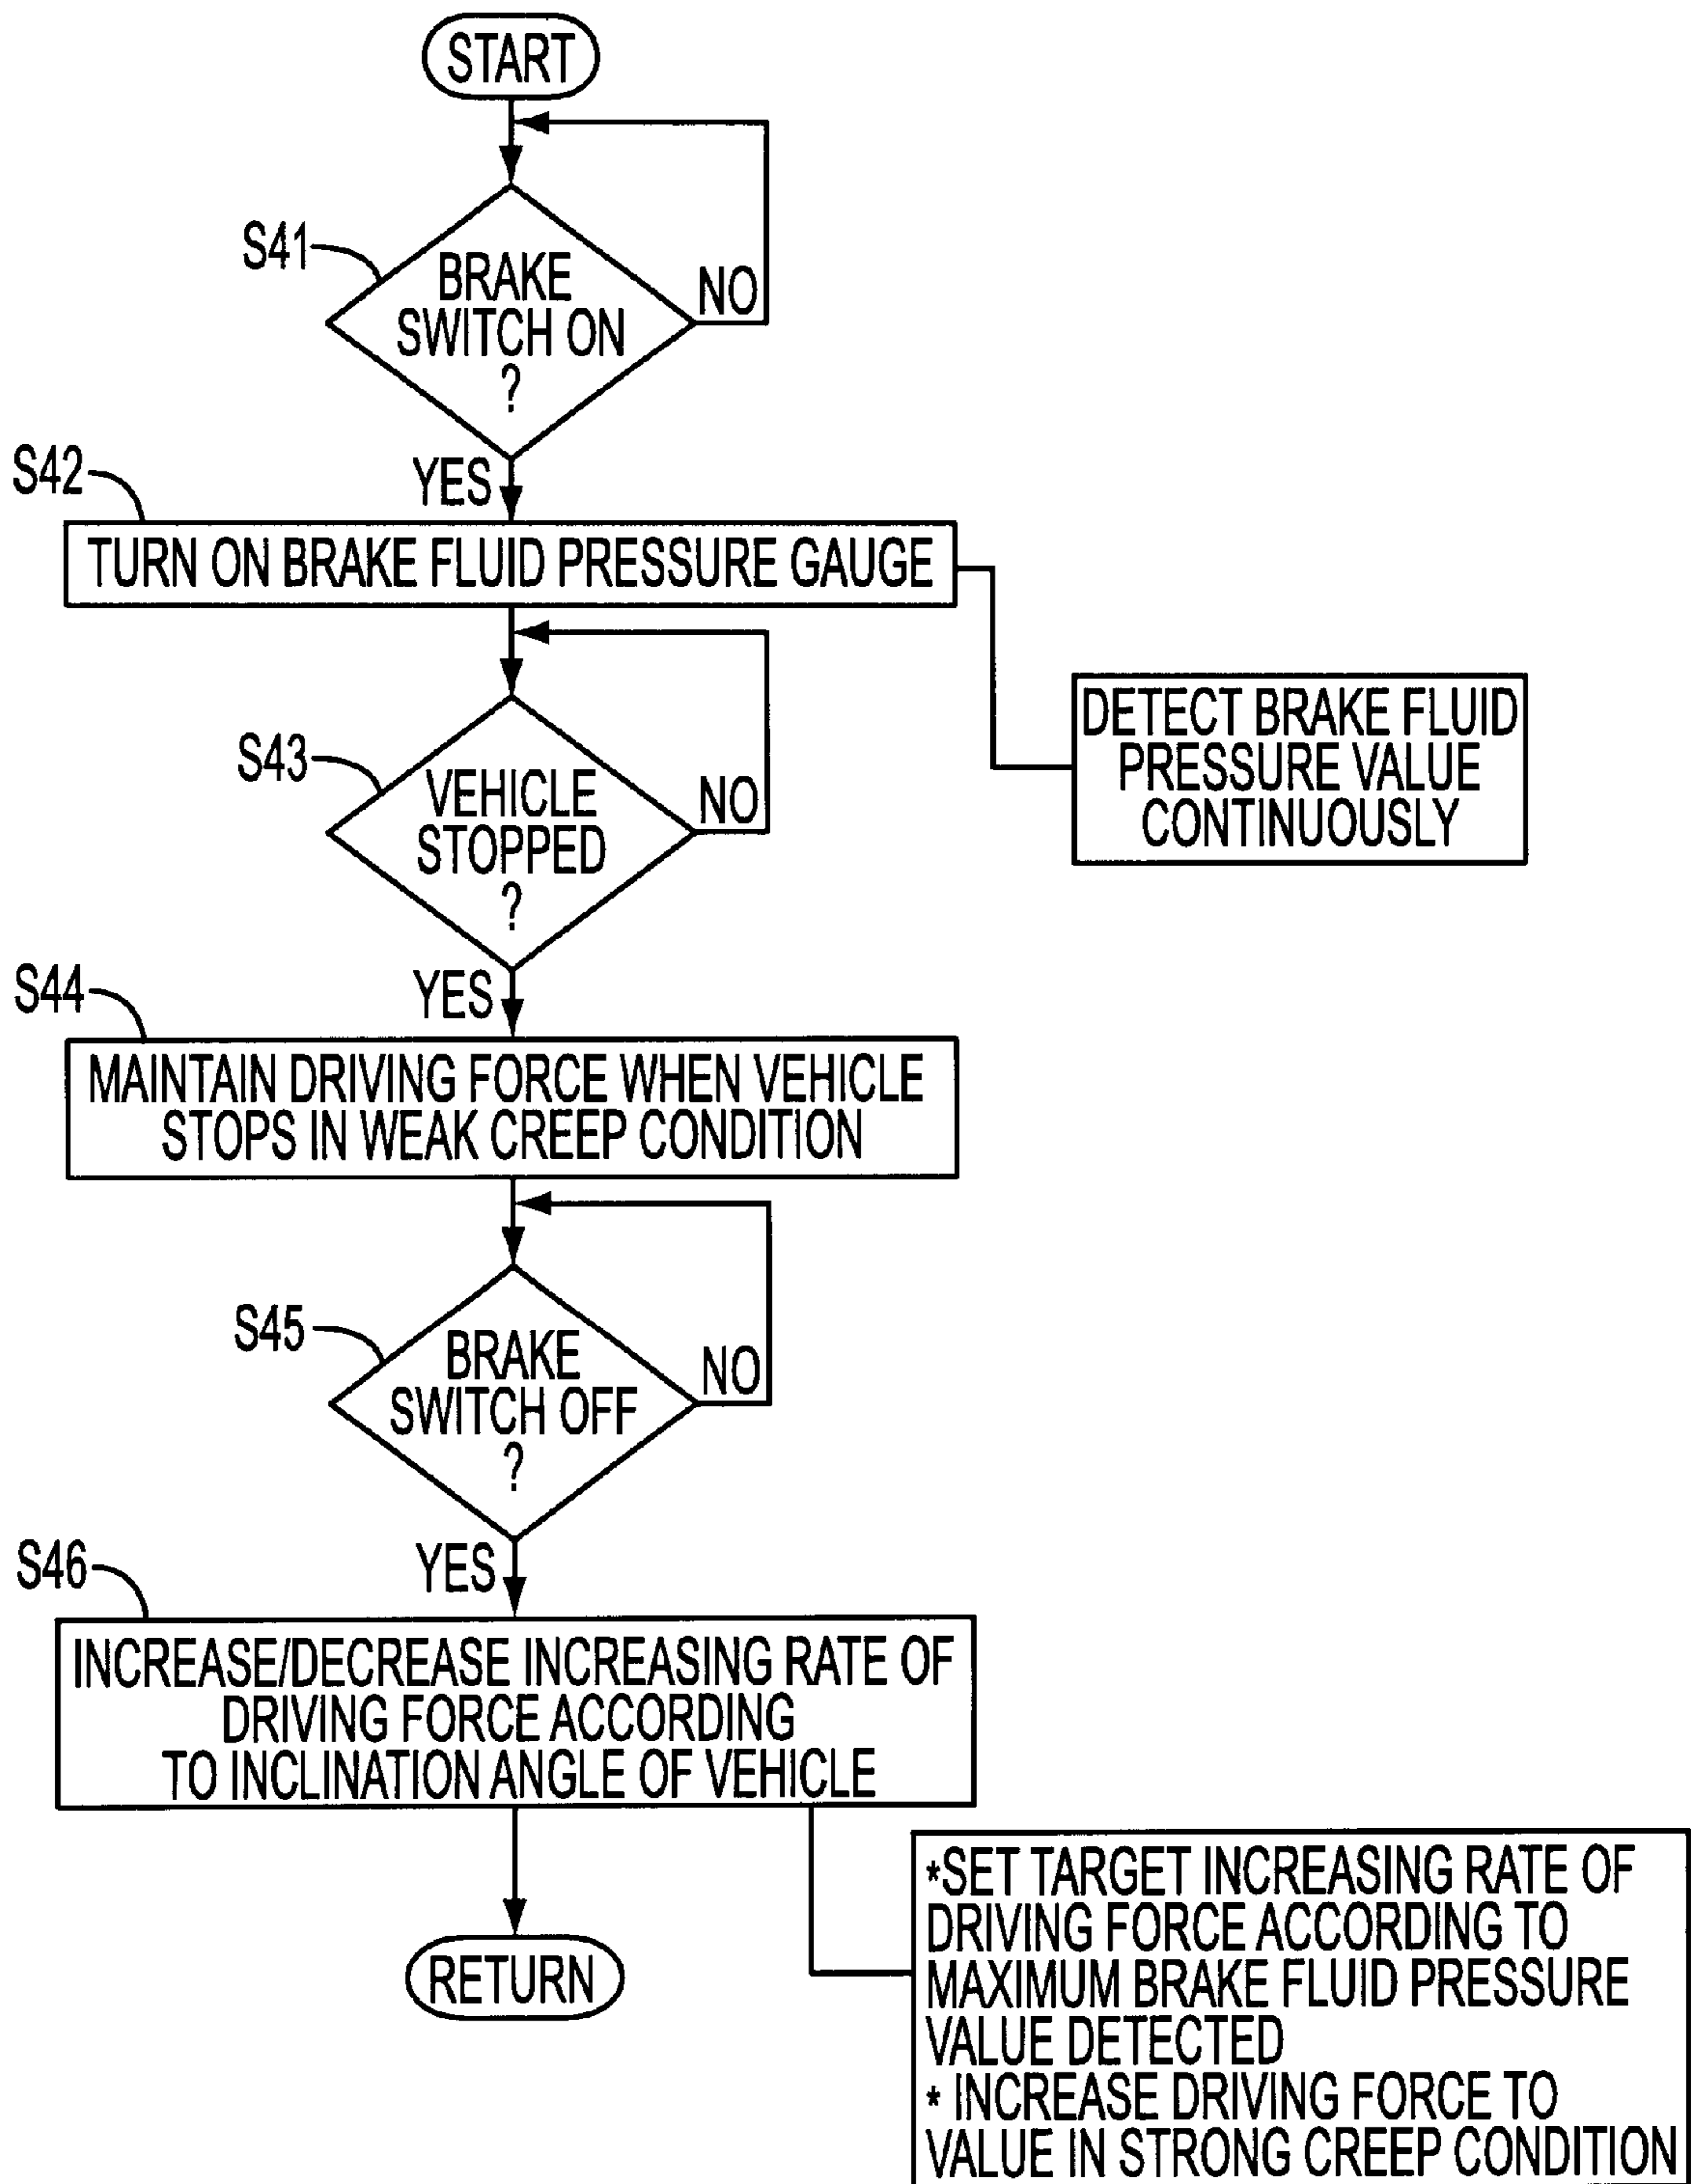 START
S41
BRAKE
SWITCH ON
?
NO
YES
S42
TURN ON BRAKE FLUID PRESSURE GAUGE
DETECT BRAKE FLUID
PRESSURE VALUE
CONTINUOUSLY
S43
VEHICLE
STOPPED
?
NO
YES
S44
MAINTAIN DRIVING FORCE WHEN VEHICLE
STOPS IN WEAK CREEP CONDITION
S45
BRAKE
SWITCH OFF
?
NO
YES
S46
INCREASE/DECREASE INCREASING RATE OF
DRIVING FORCE ACCORDING
TO INCLINATION ANGLE OF VEHICLE
*SET TARGET INCREASING RATE OF
DRIVING FORCE ACCORDING TO
MAXIMUM BRAKE FLUID PRESSURE
VALUE DETECTED
* INCREASE DRIVING FORCE TO
VALUE IN STRONG CREEP CONDITION
RETURN